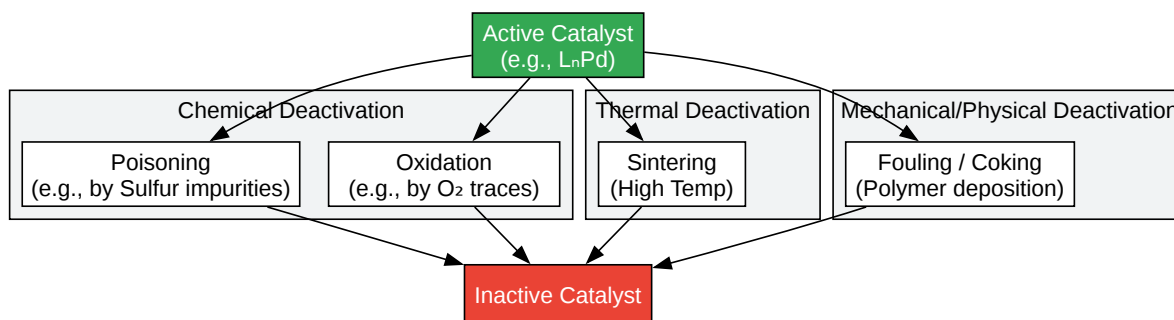 Active Catalyst
(e.g., LₙPd)
Chemical Deactivation
Thermal Deactivation
Mechanical/Physical Deactivation
Poisoning
(e.g., by Sulfur impurities)
Oxidation
(e.g., by O₂ traces)
Sintering
(High Temp)
Fouling / Coking
(Polymer deposition)
Inactive Catalyst